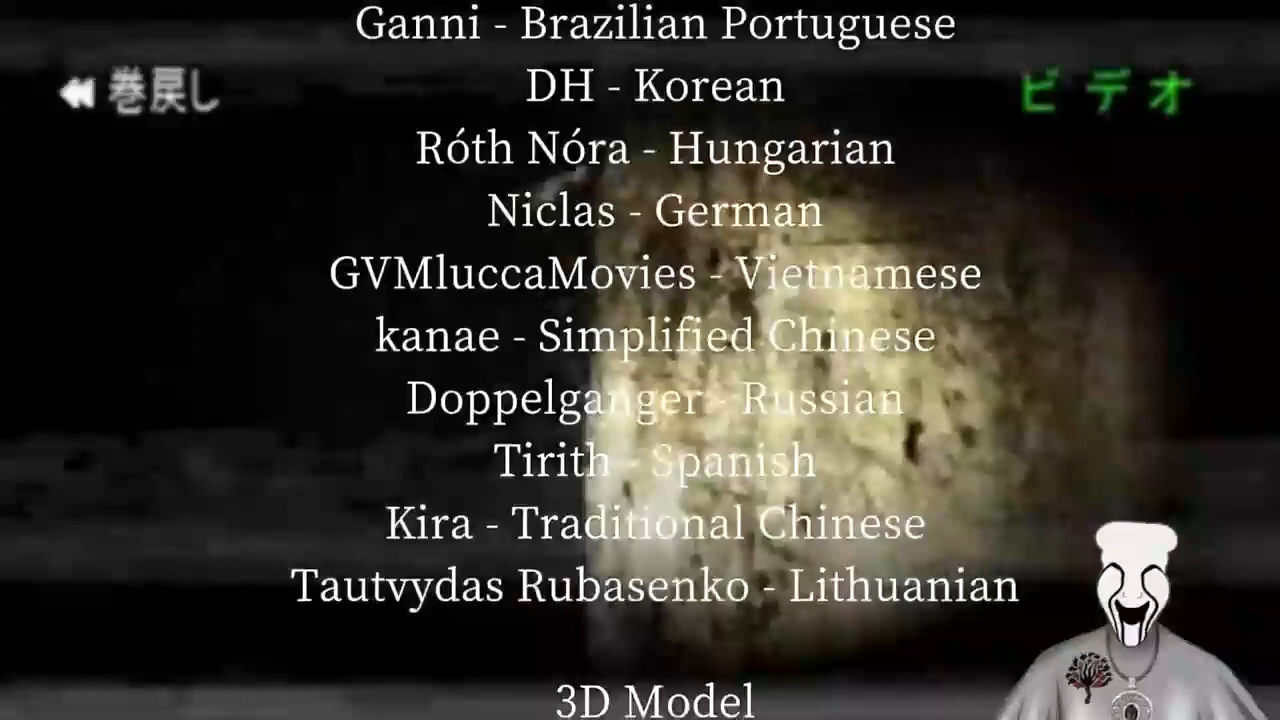 Ganni - Brazilian Portuguese
巻戻し
ビデオ
DH - Korean
Róth Nóra - Hungarian
Niclas - German
GVMluccaMovies - Vietnamese
kanae - Simplified Chinese
Doppelganger - Russian
Tirith - Spanish
Kira - Traditional Chinese
Tautvydas Rubasenko - Lithuanian
3D Model